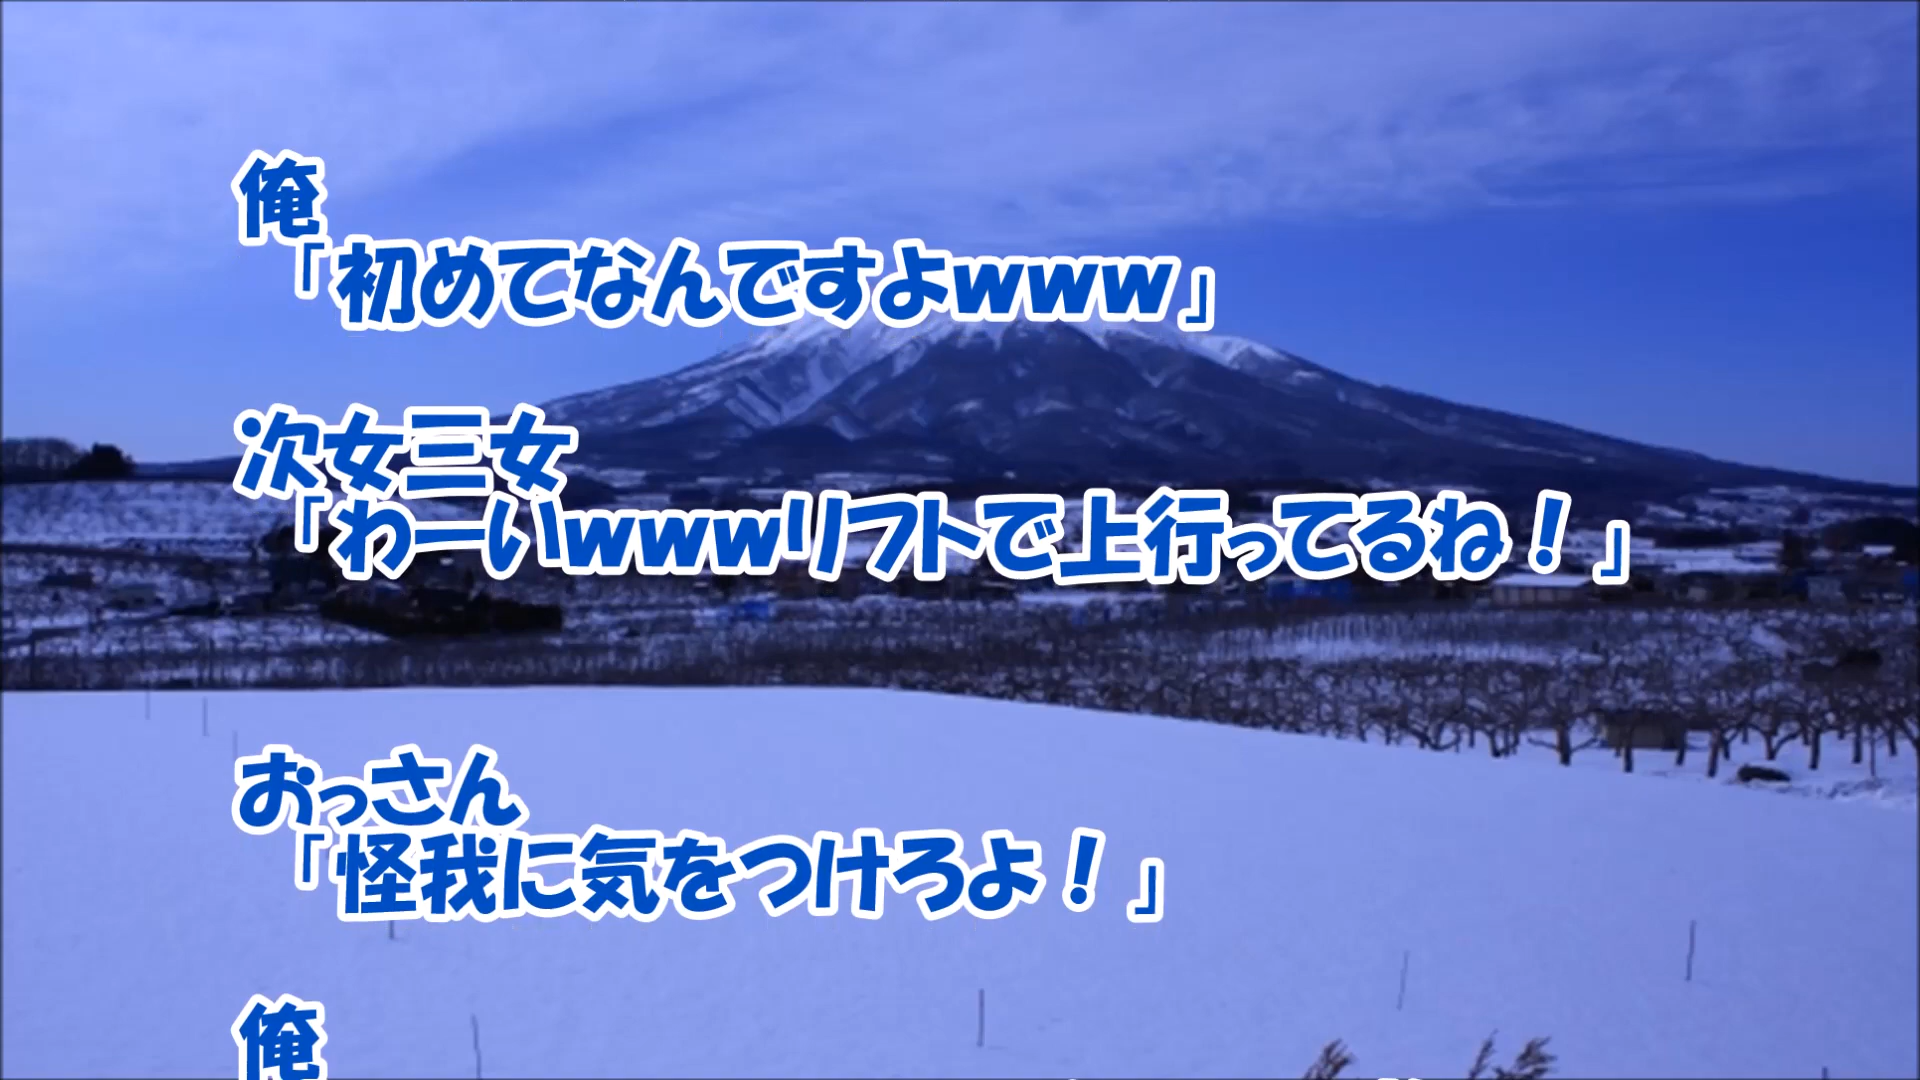 俺
「初めてなんですよwww」
次女三女
「わーいwwwリフトで上行ってるね！」
おっさん
「怪我に気をつけろよ！」
俺